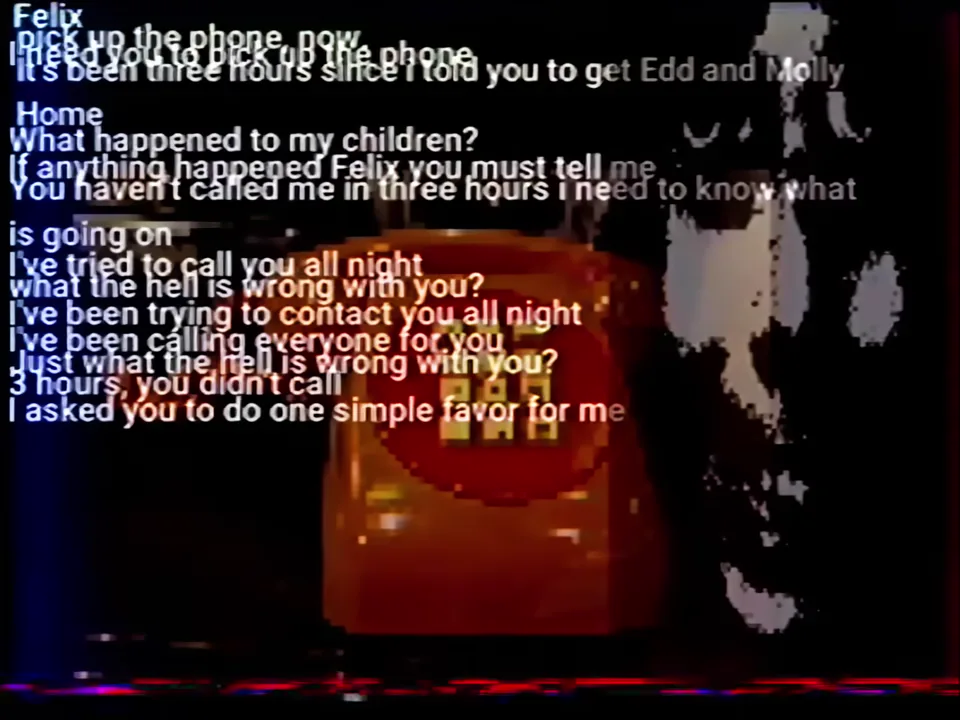 Felix
pick up the phone, now.
I need you to pick up the phone
It's been three hours since i told you to get Edd and Molly
Home
What happened to my children?
If anything happened Felix you must tell me
You haven't called me in three hours i need to know what
is going on
I've tried to call you all night
what the hell is wrong with you?
I've been trying to contact you all night
I've been calling everyone for you
Just what the hell is wrong with you?
3 hours, you didn't call
I asked you to do one simple favor for me